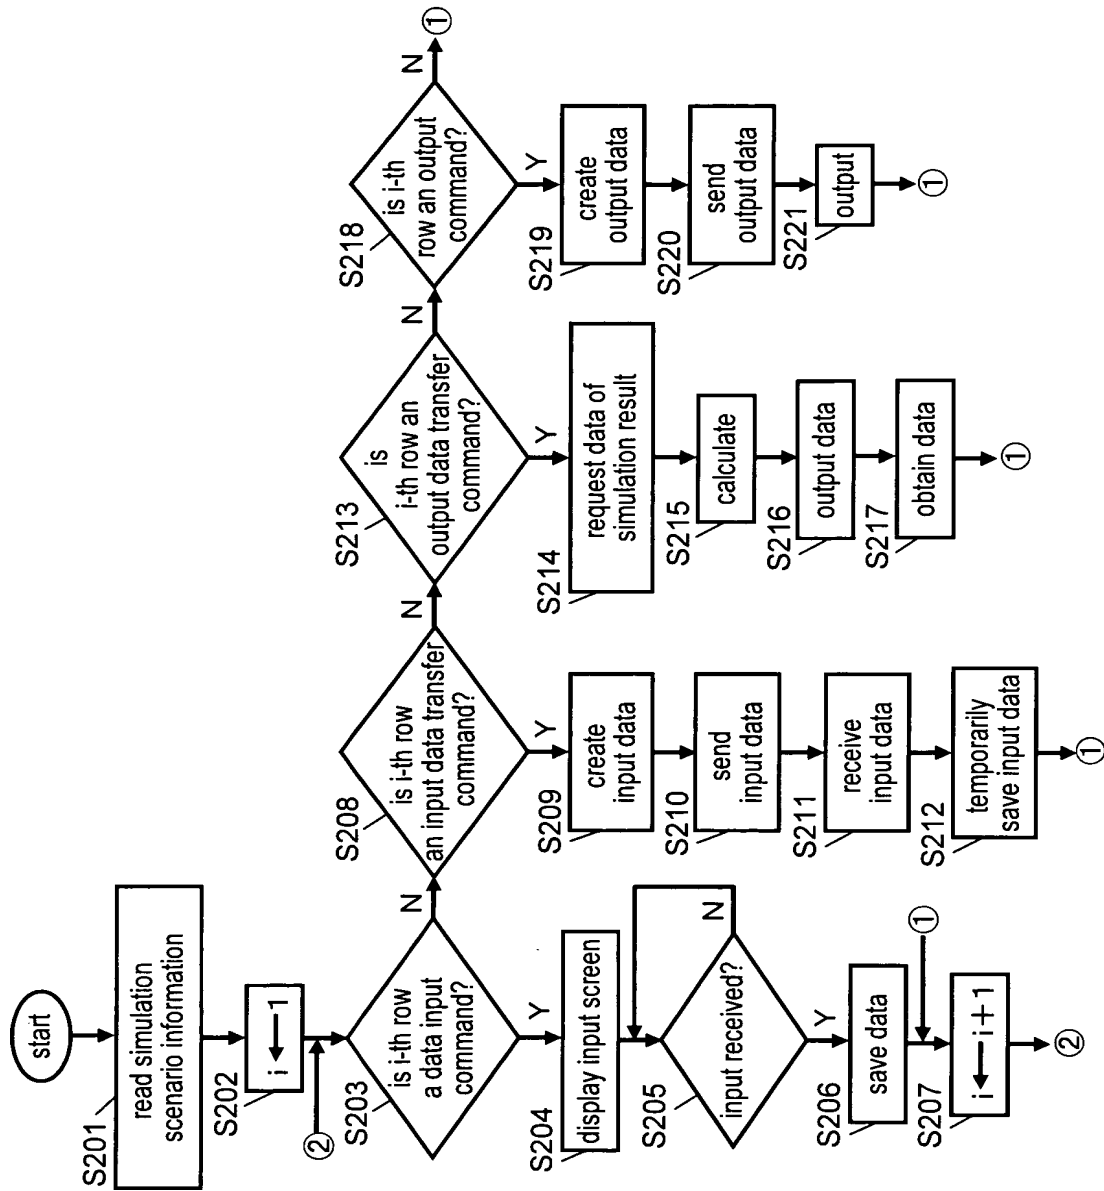 start
S201
read simulation
scenario information
S202
i ← 1
②
S203
is i-th row
a data input
command?
N
Y
S204
display input screen
S205
input received?
N
Y
S206
save data
①
S207
i ← i+1
②
S208
is i-th row
an input data transfer
command?
N
Y
S209
create
input data
S210
send
input data
S211
receive
input data
S212
temporarily
save input data
①
S213
is
i-th row an
output data transfer
command?
N
Y
S214
request data of
simulation result
S215
calculate
S216
output data
S217
obtain data
①
S218
is i-th
row an output
command?
N
①
Y
S219
create
output data
S220
send
output data
S221
output
①